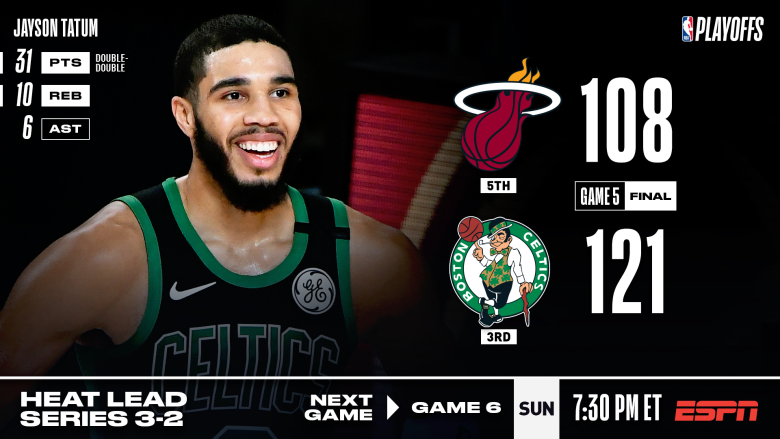 JAYSON TATUM
31 PTS DOUBLE-
DOUBLE
10 REB
6 AST
NBA PLAYOFFS
108
5TH
GAME 5 FINAL
BOSTON CELTICS
121
3RD
GE
CELTICS
HEAT LEAD
SERIES 3-2
NEXT
GAME
GAME 6
SUN
7:30 PM ET
ESPN